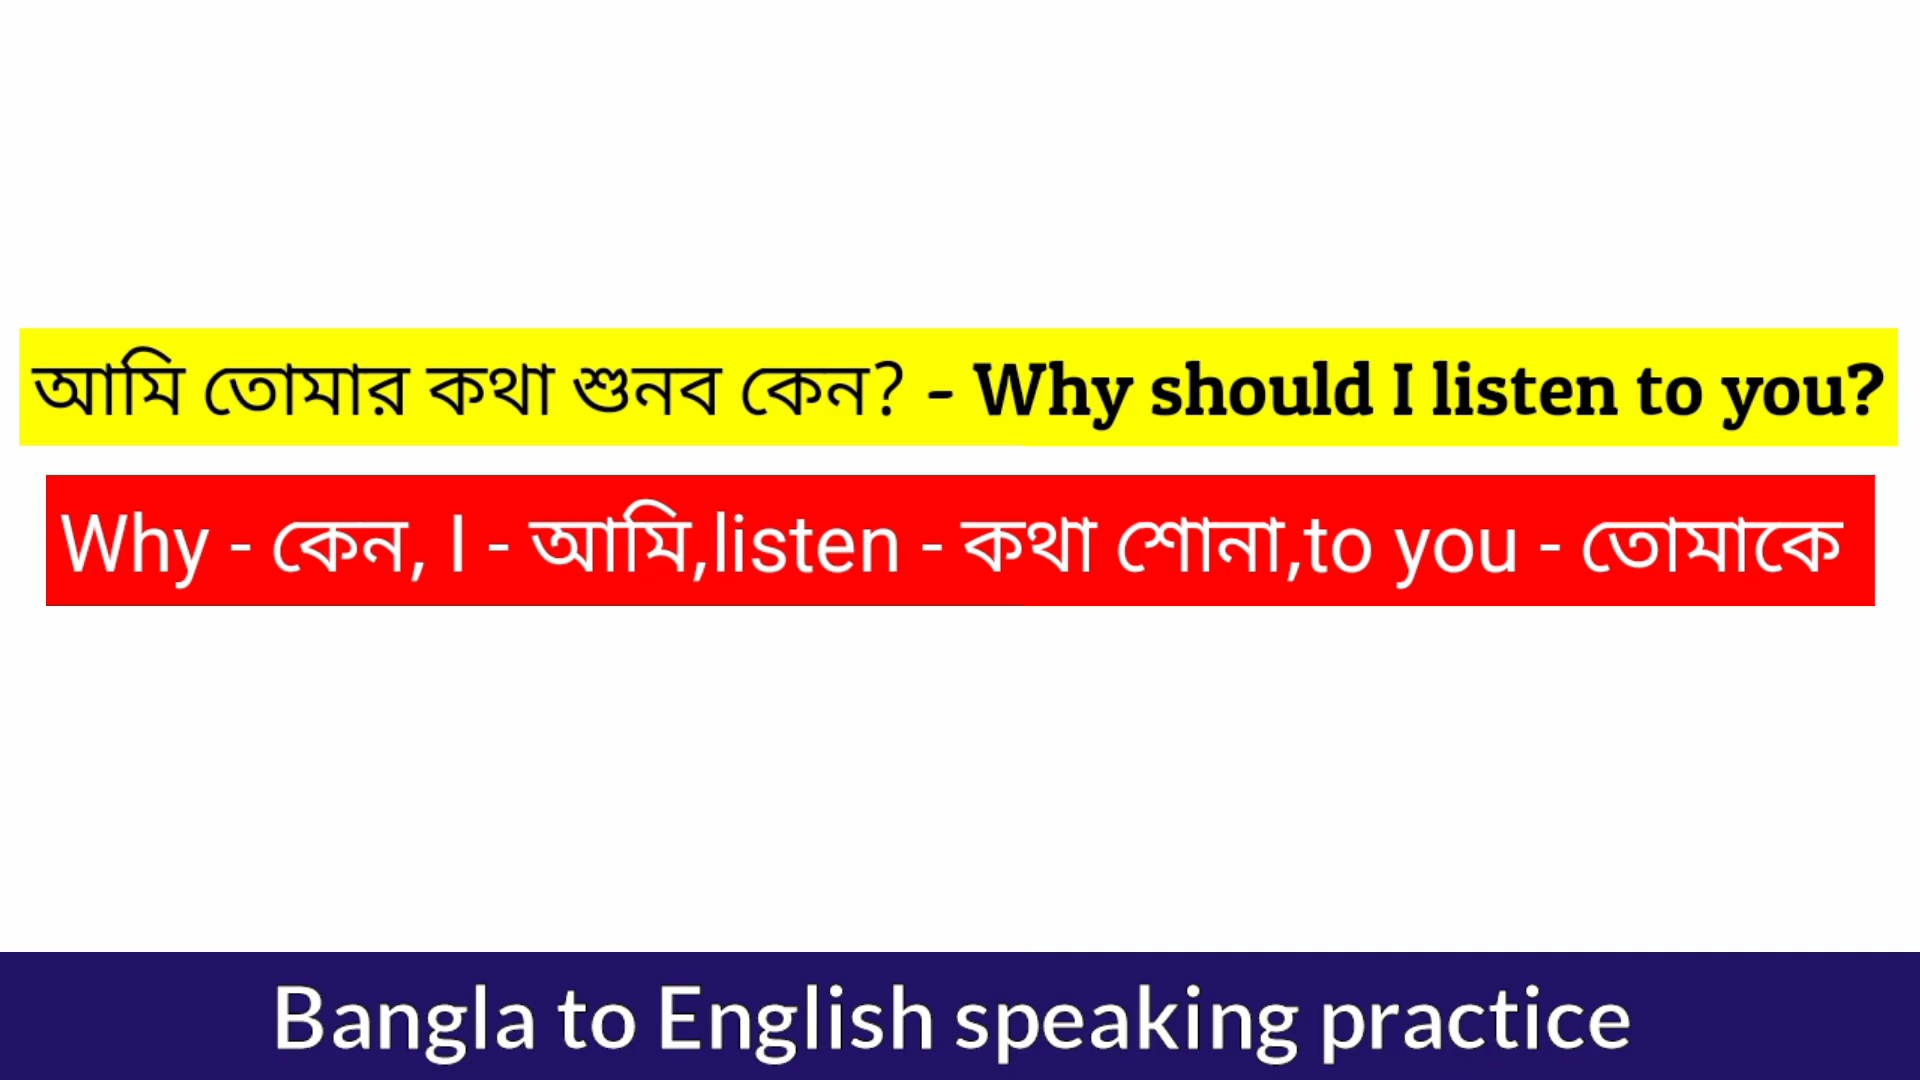 আমি তোমার কথা শুনব কেন? - Why should I listen to you?
Why - কেন, I - আমি,listen - কথা শোনা,to you - তোমাকে
Bangla to English speaking practice